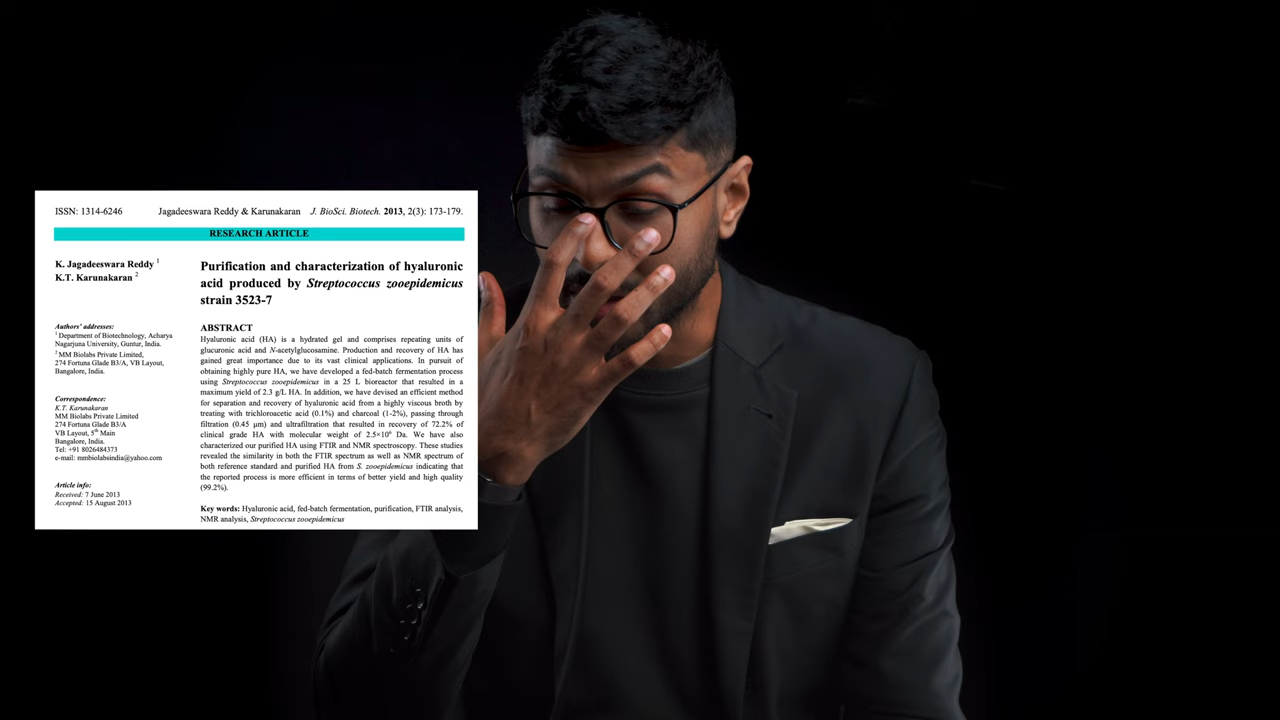 ISSN: 1314-6246 Jagadeeswara Reddy & Karunakaran J. BioSci. Biotech. 2013, 2(3): 173-179.
RESEARCH ARTICLE
K. Jagadeeswara Reddy 1
K.T. Karunakaran 2
Authors' addresses:
1 Department of Biotechnology, Acharya
Nagarjuna University, Guntur, India.
2 MM Biolabs Private Limited,
274 Fortuna Glade B3/A, VB Layout,
Bangalore, India.
Correspondence:
K.T. Karunakaran
MM Biolabs Private Limited
274 Fortuna Glade B3/A
VB Layout, 5th Main
Bangalore, India.
Tel: +91 8026484373
e-mail: mmbiolabsindia@yahoo.com
Article info:
Received: 7 June 2013
Accepted: 15 August 2013
Purification and characterization of hyaluronic
acid produced by Streptococcus zooepidemicus
strain 3523-7
ABSTRACT
Hyaluronic acid (HA) is a hydrated gel and comprises repeating units of
glucuronic acid and N-acetylglucosamine. Production and recovery of HA has
gained great importance due to its vast clinical applications. In pursuit of
obtaining highly pure HA, we have developed a fed-batch fermentation process
using Streptococcus zooepidemicus in a 25 L bioreactor that resulted in a
maximum yield of 2.3 g/L HA. In addition, we have devised an efficient method
for separation and recovery of hyaluronic acid from a highly viscous broth by
treating with trichloroacetic acid (0.1%) and charcoal (1-2%), passing through
filtration (0.45 μm) and ultrafiltration that resulted in recovery of 72.2% of
clinical grade HA with molecular weight of 2.5×10⁶ Da. We have also
characterized our purified HA using FTIR and NMR spectroscopy. These studies
revealed the similarity in both the FTIR spectrum as well as NMR spectrum of
both reference standard and purified HA from S. zooepidemicus indicating that
the reported process is more efficient in terms of better yield and high quality
(99.2%).
Key words: Hyaluronic acid, fed-batch fermentation, purification, FTIR analysis,
NMR analysis, Streptococcus zooepidemicus